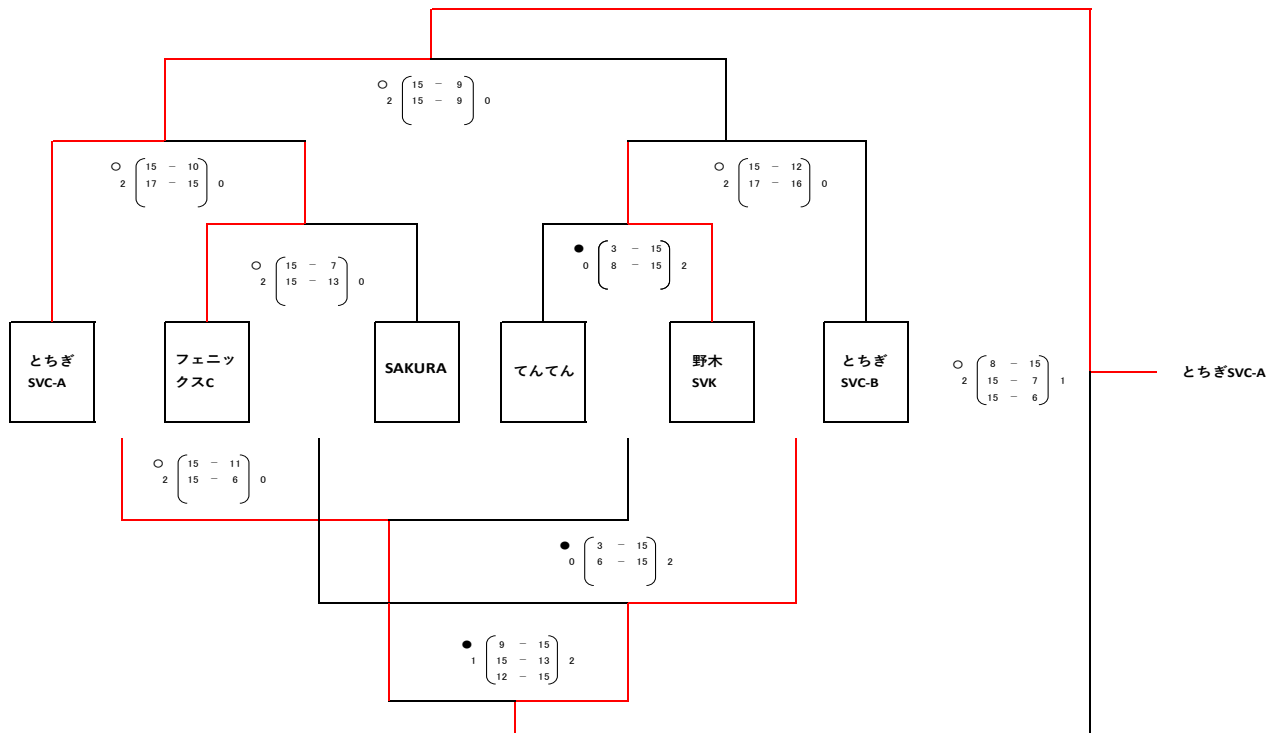 ○ 15 － 9
2 15 － 9 0
○ 15 － 10
2 17 － 15 0
○ 15 － 12
2 17 － 16 0
● 3 － 15
0 8 － 15 2
○ 15 － 7
2 15 － 13 0
とちぎ
SVC-A
フェニッ
クスC
SAKURA
てんてん
野木
SVK
とちぎ
SVC-B
○ 8 － 15
2 15 － 7 1
15 － 6
とちぎSVC-A
○ 15 － 11
2 15 － 6 0
● 3 － 15
0 6 － 15 2
● 9 － 15
1 15 － 13 2
12 － 15